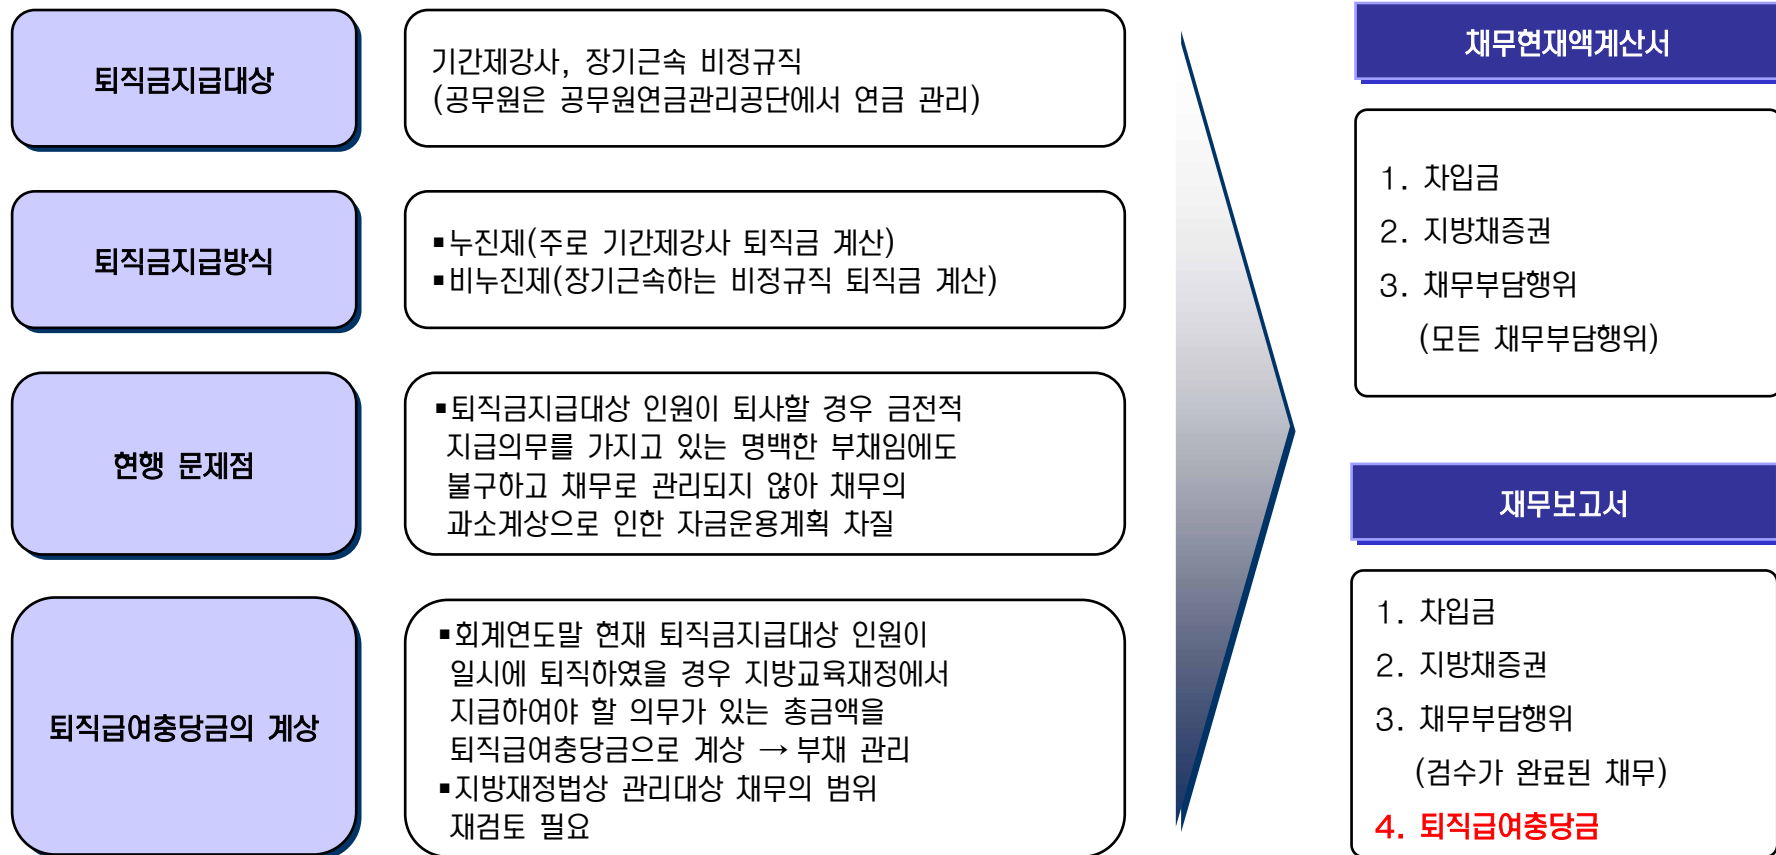 퇴직금지급대상
기간제강사, 장기근속 비정규직
(공무원은 공무원연금관리공단에서 연금 관리)
퇴직금지급방식
▪누진제(주로 기간제강사 퇴직금 계산)
▪비누진제(장기근속하는 비정규직 퇴직금 계산)
현행 문제점
▪퇴직금지급대상 인원이 퇴사할 경우 금전적
지급의무를 가지고 있는 명백한 부채임에도
불구하고 채무로 관리되지 않아 채무의
과소계상으로 인한 자금운용계획 차질
퇴직급여충당금의 계상
▪회계연도말 현재 퇴직금지급대상 인원이
일시에 퇴직하였을 경우 지방교육재정에서
지급하여야 할 의무가 있는 총금액을
퇴직급여충당금으로 계상 → 부채 관리
▪지방재정법상 관리대상 채무의 범위
재검토 필요
채무현재액계산서
1. 차입금
2. 지방채증권
3. 채무부담행위
(모든 채무부담행위)
재무보고서
1. 차입금
2. 지방채증권
3. 채무부담행위
(검수가 완료된 채무)
4. 퇴직급여충당금